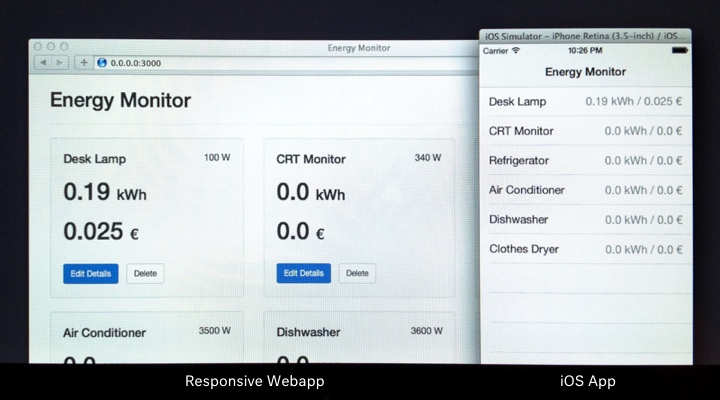 Energy Monitor
0.0.0.0:3000
Energy Monitor
Desk Lamp 100 W
0.19 kWh
0.025 €
Edit Details Delete
CRT Monitor 340 W
0.0 kWh
0.0 €
Edit Details Delete
Air Conditioner 3500 W
0.0
Dishwasher 3600 W
0.0
iOS Simulator – iPhone Retina (3.5-inch) / iOS...
Carrier 10:26 PM
Energy Monitor
Desk Lamp 0.19 kWh / 0.025 €
CRT Monitor 0.0 kWh / 0.0 €
Refrigerator 0.0 kWh / 0.0 €
Air Conditioner 0.0 kWh / 0.0 €
Dishwasher 0.0 kWh / 0.0 €
Clothes Dryer 0.0 kWh / 0.0 €
Responsive Webapp
iOS App